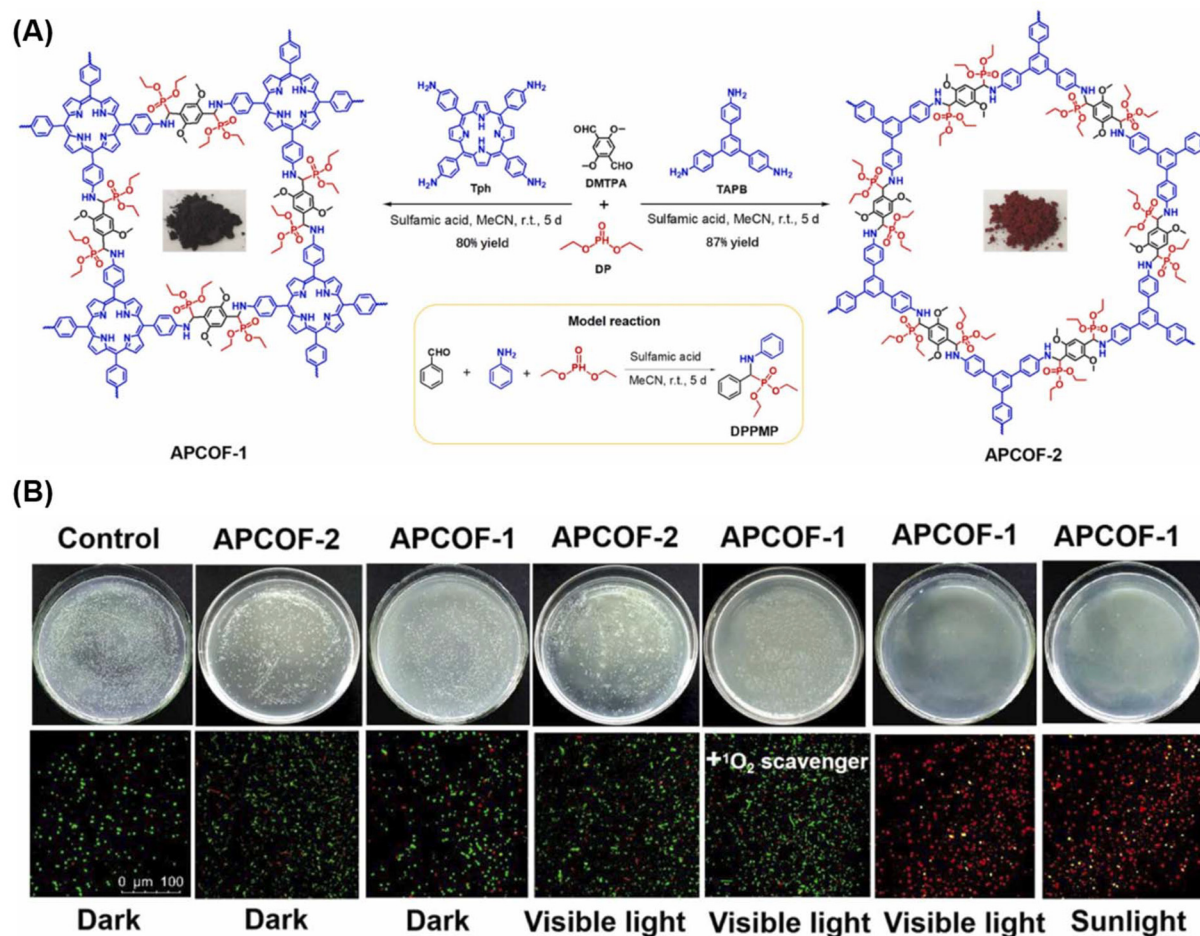 (A)
Tph
Sulfamic acid, MeCN, r.t., 5 d
80% yield
CHO
OHC
DMTPA
+
DP
NH₂
H₂N
TAPB
Sulfamic acid, MeCN, r.t., 5 d
87% yield
Model reaction
CHO
+
NH₂
+
Sulfamic acid
MeCN, r.t., 5 d
DPPMP
APCOF-1
APCOF-2
(B)
Control
APCOF-2
APCOF-1
APCOF-2
APCOF-1
APCOF-1
APCOF-1
+¹O₂ scavenger
0 µm 100
Dark
Dark
Dark
Visible light
Visible light
Visible light
Sunlight